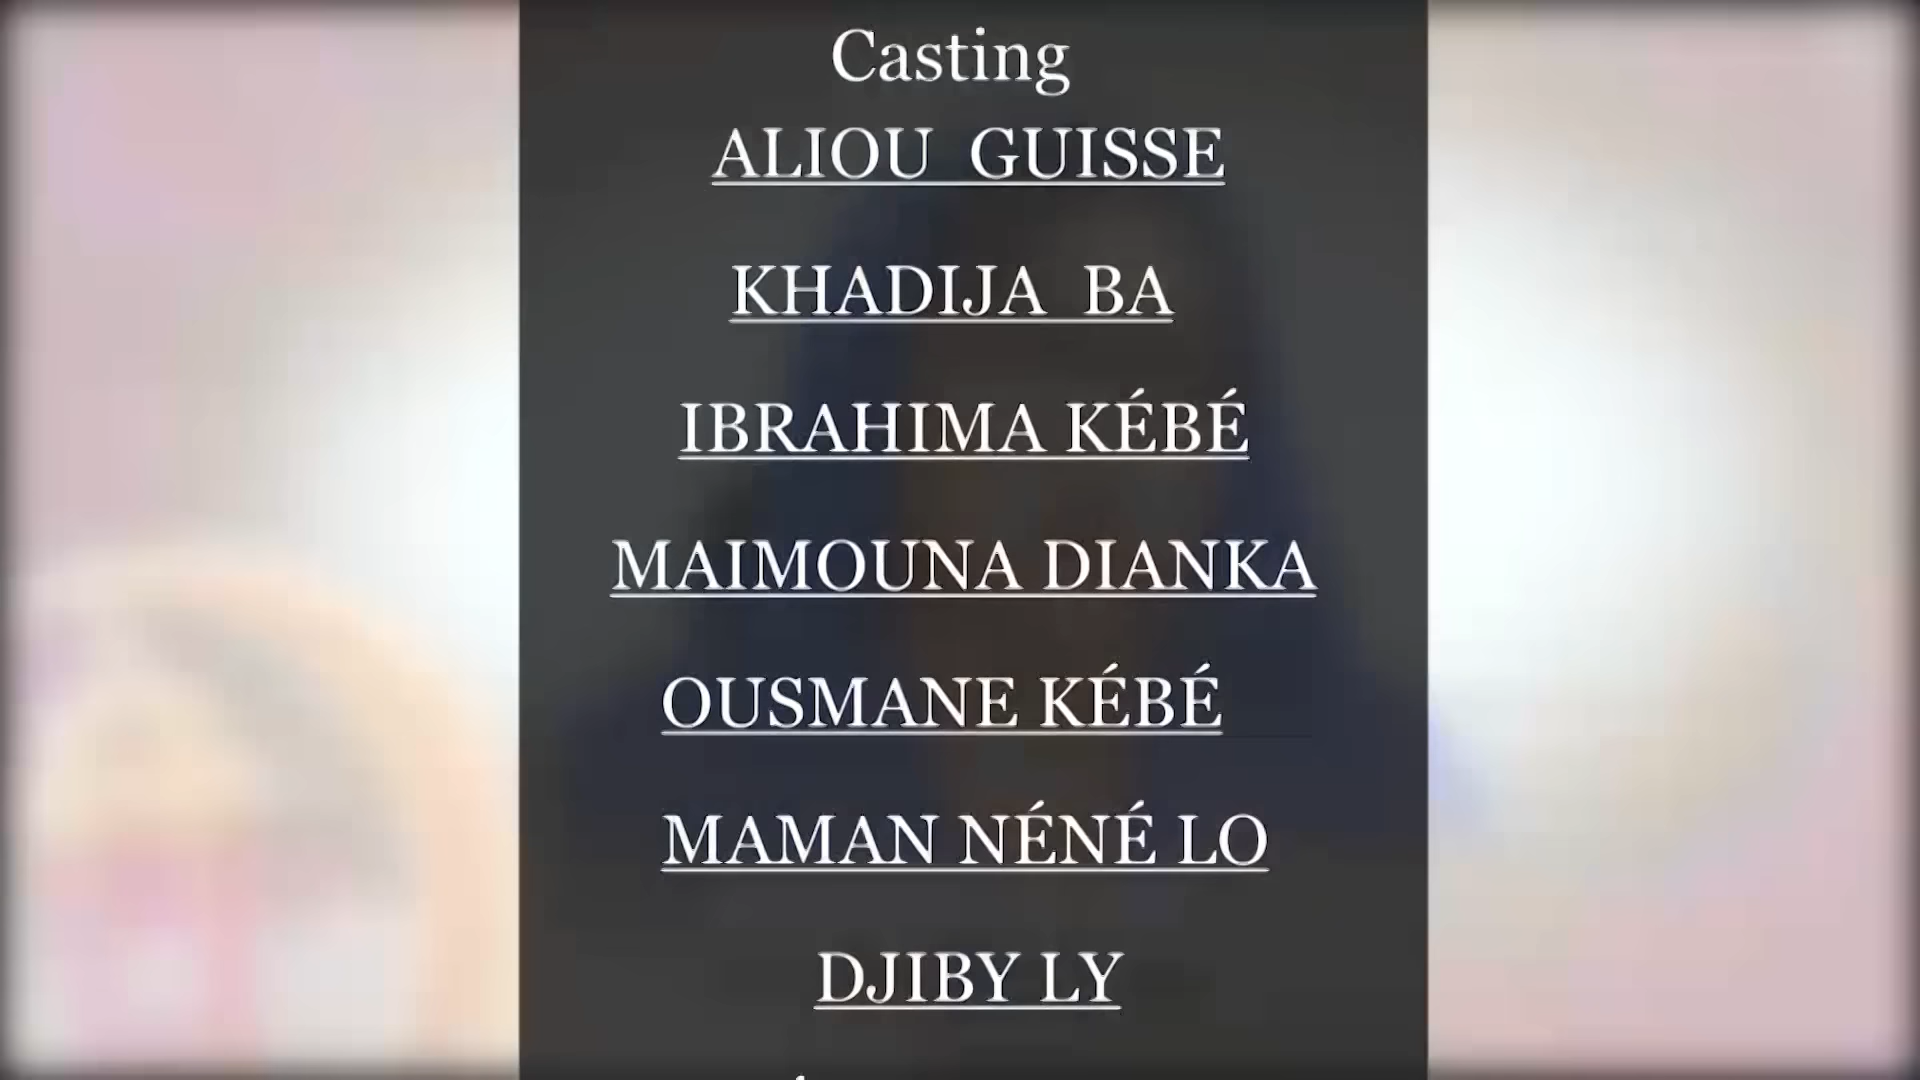 Casting
ALIOU GUISSE
KHADIJA BA
IBRAHIMA KÉBÉ
MAIMOUNA DIANKA
OUSMANE KÉBÉ
MAMAN NÉNÉ LO
DJIBY LY